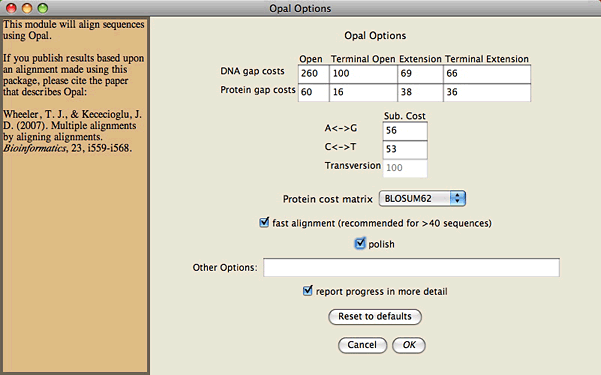 Opal Options
This module will align sequences
using Opal.
If you publish results based upon
an alignment made using this
package, please cite the paper
that describes Opal:
Wheeler, T. J., & Kececioglu, J.
D. (2007). Multiple alignments
by aligning alignments.
Bioinformatics, 23, i559-i568.
Opal Options
Open Terminal Open Extension Terminal Extension
DNA gap costs 260 100 69 66
Protein gap costs 60 16 38 36
Sub. Cost
A<->G 56
C<->T 53
Transversion 100
Protein cost matrix BLOSUM62
fast alignment (recommended for >40 sequences)
polish
Other Options:
report progress in more detail
Reset to defaults
Cancel OK